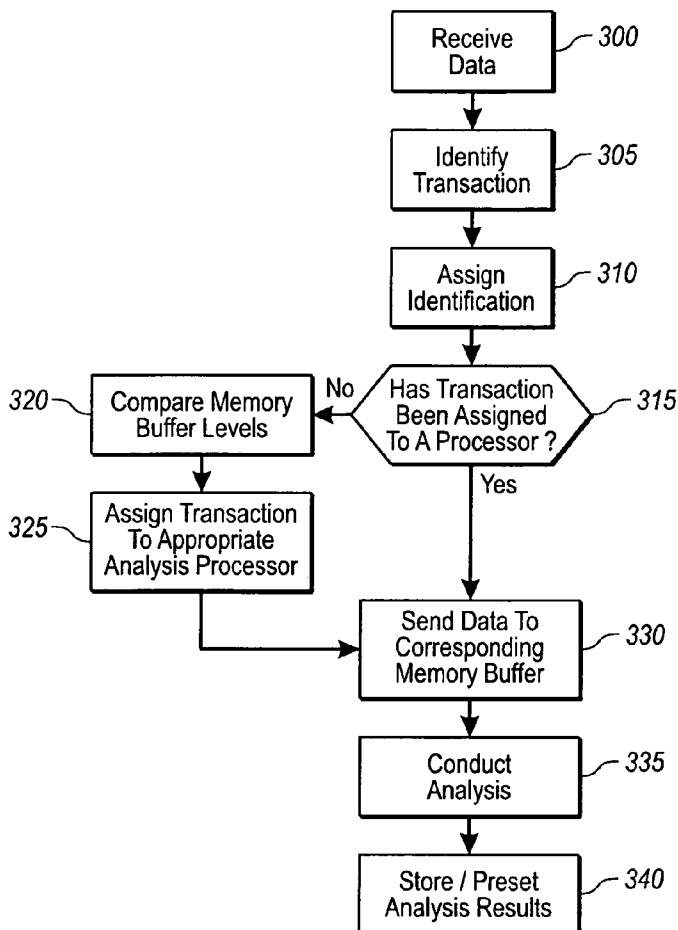 Receive
Data
300
Identify
Transaction
305
Assign
Identification
310
Has Transaction
Been Assigned
To A Processor ?
315
No
Compare Memory
Buffer Levels
320
Yes
Assign Transaction
To Appropriate
Analysis Processor
325
Send Data To
Corresponding
Memory Buffer
330
Conduct
Analysis
335
Store / Preset
Analysis Results
340